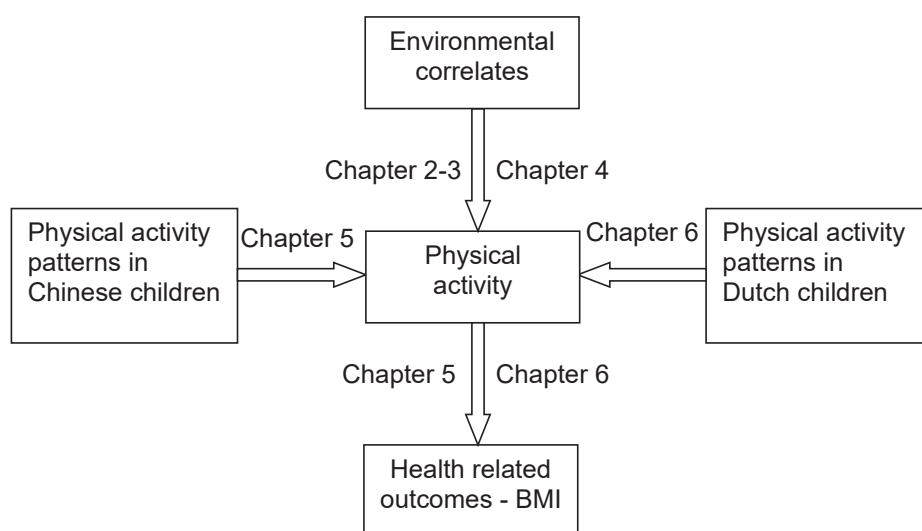 Environmental
correlates
Chapter 2-3
Chapter 4
Physical activity
patterns in
Chinese children
Chapter 5
Physical
activity
Chapter 6
Physical activity
patterns in
Dutch children
Chapter 5
Chapter 6
Health related
outcomes - BMI